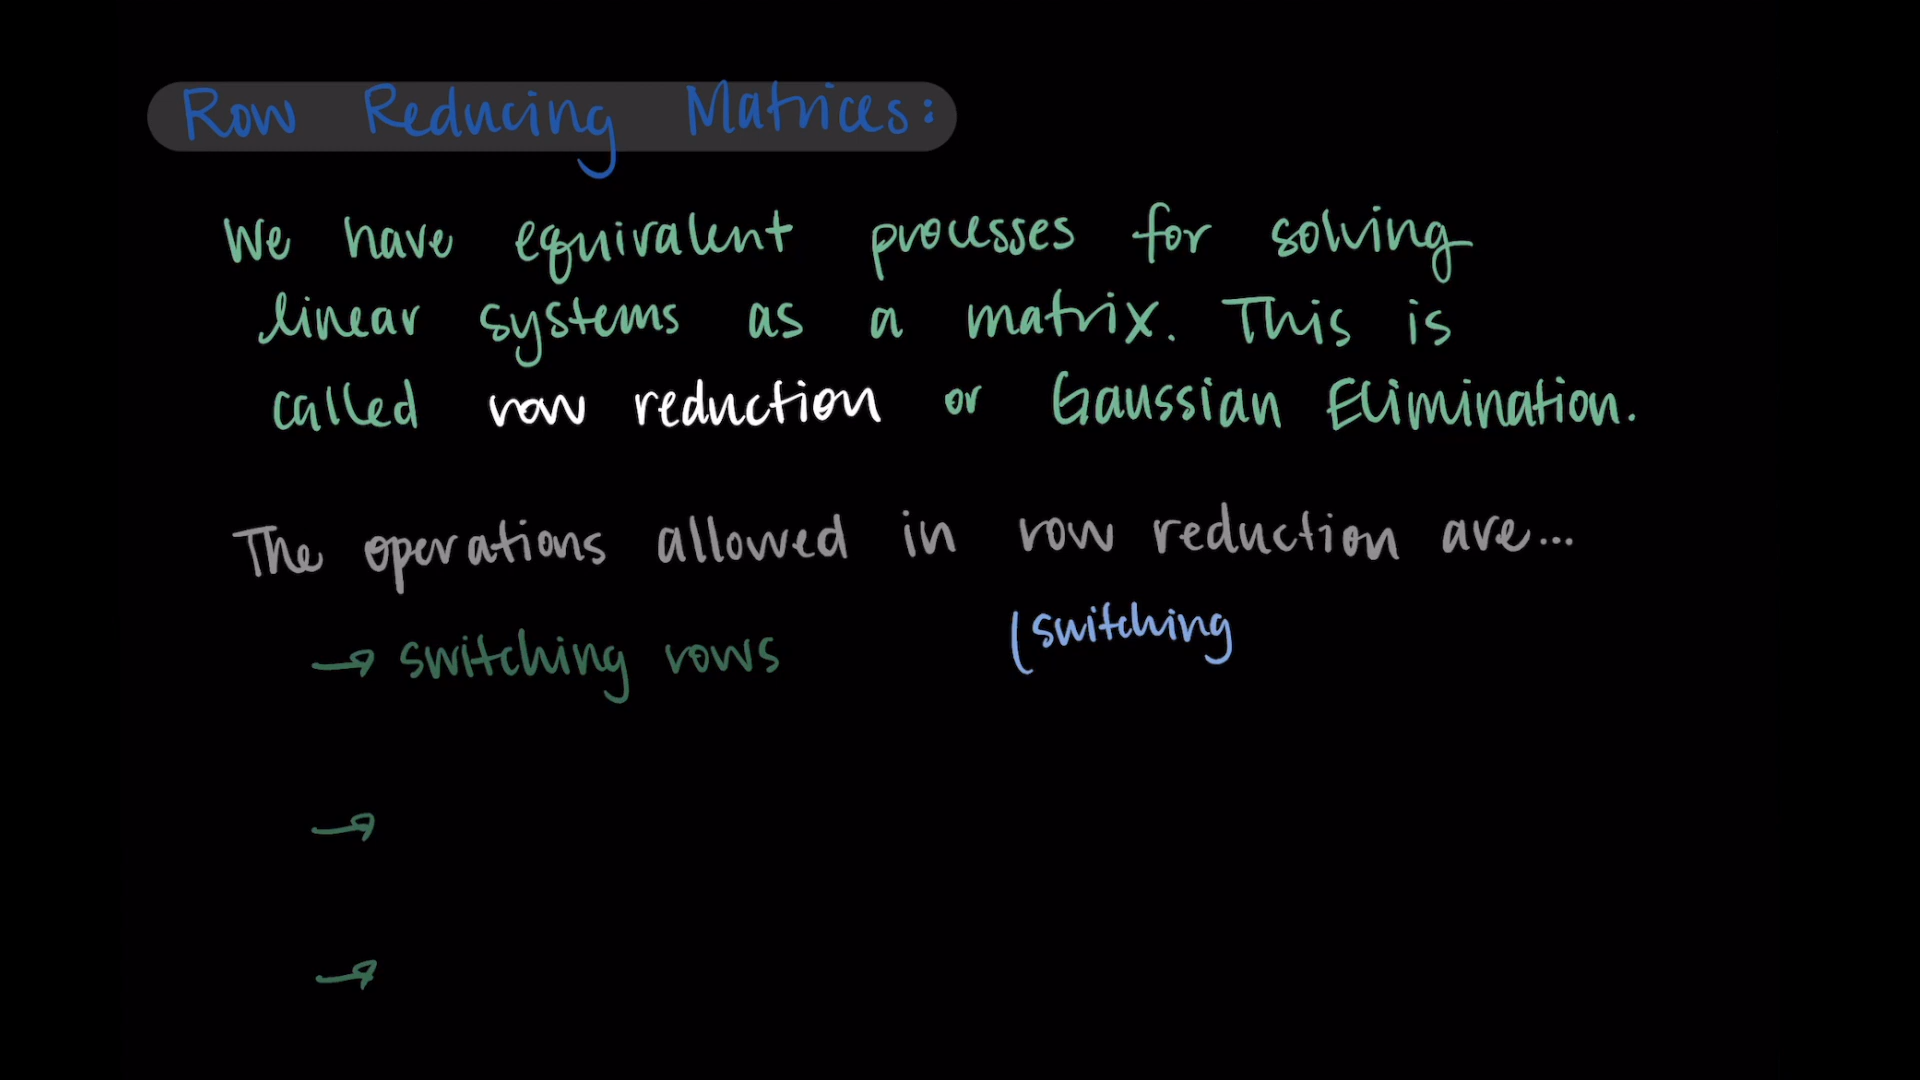 Row Reducing Matrices:
We have equivalent processes for solving
linear systems as a matrix. This is
called row reduction or Gaussian Elimination.
The operations allowed in row reduction are...
→ switching rows (switching
→
→